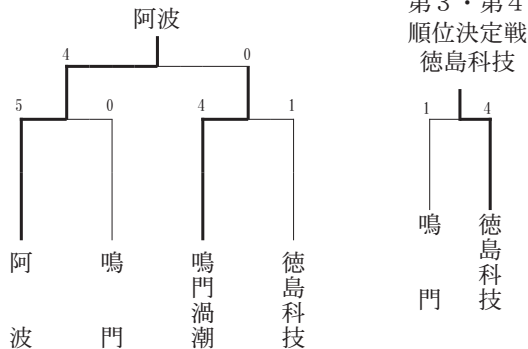 阿波
4 0
5 0 4 1
阿波
鳴門
鳴門渦潮
徳島科技
第3・第4
順位決定戦
徳島科技
1 4
鳴門
徳島科技